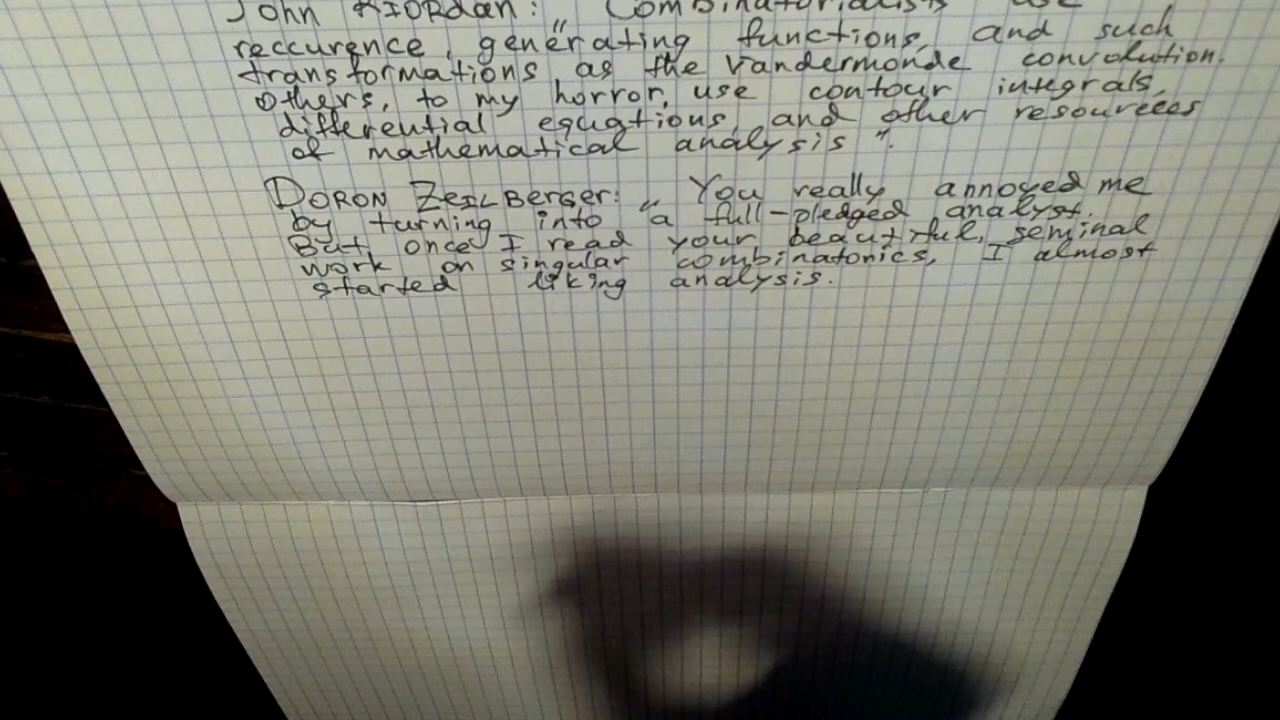 John RIORDAN: "Combinatorialists use
reccurence, generating functions, and such
transformations as the Vandermonde convolution.
Others, to my horror, use contour integrals,
differential equations, and other resourcees
of mathematical analysis".
DORON ZEILBERGER: "You really annoyed me
by turning into a full-pledged analyst.
But once I read your beautiful, seminal
work on singular combinatonics, I almost
started liking analysis.